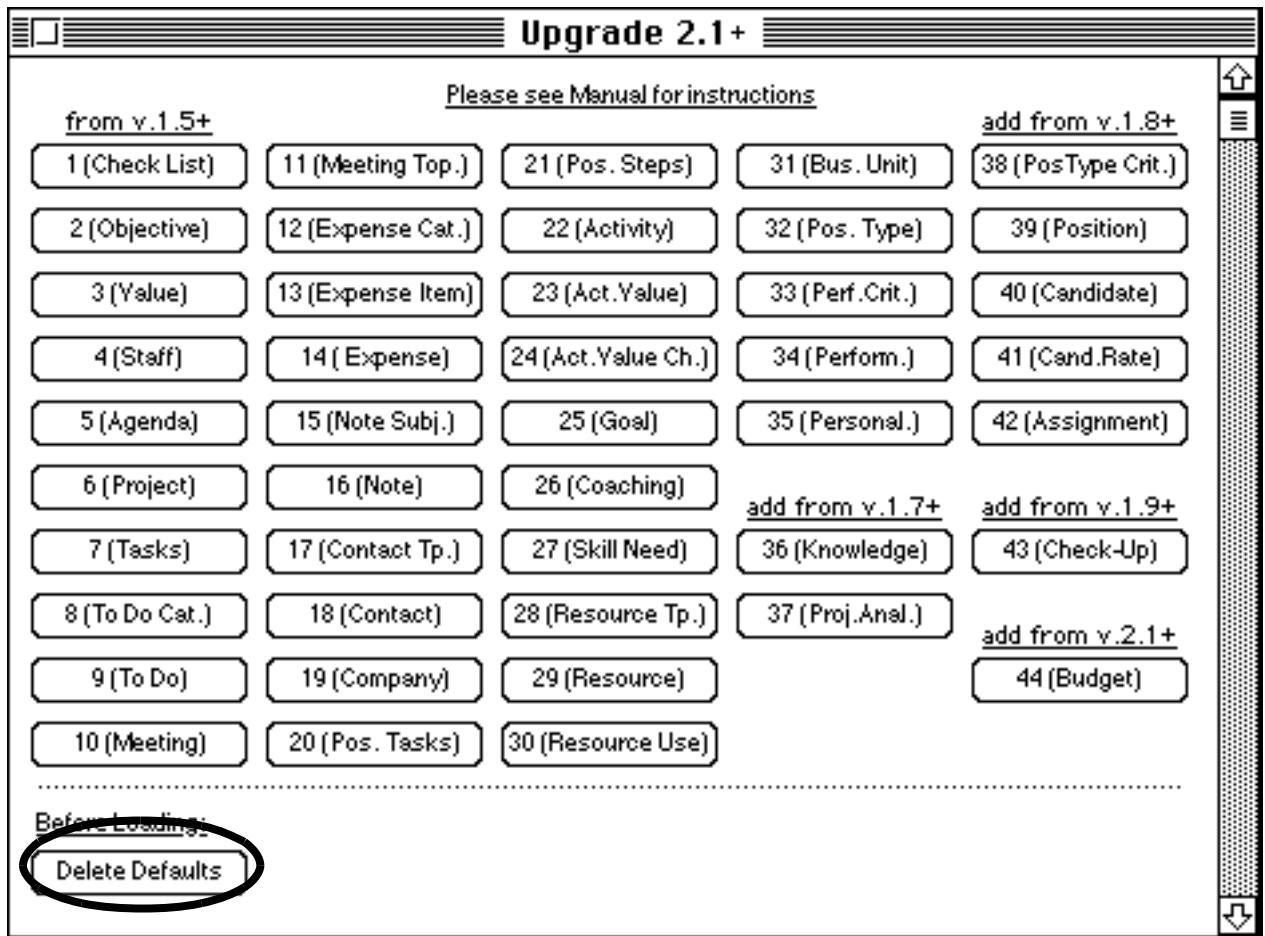 Upgrade 2.1+
Please see Manual for instructions
from v.1.5+
add from v.1.8+
1 (Check List)
11 (Meeting Top.)
21 (Pos. Steps)
31 (Bus. Unit)
38 (PosType Crit.)
2 (Objective)
12 (Expense Cat.)
22 (Activity)
32 (Pos. Type)
39 (Position)
3 (Value)
13 (Expense Item)
23 (Act.Value)
33 (Perf.Crit.)
40 (Candidate)
4 (Staff)
14 ( Expense)
24 (Act.Value Ch.)
34 (Perform.)
41 (Cand.Rate)
5 (Agenda)
15 (Note Subj.)
25 (Goal)
35 (Personal.)
42 (Assignment)
6 (Project)
16 (Note)
26 (Coaching)
add from v.1.7+
add from v.1.9+
7 (Tasks)
17 (Contact Tp.)
27 (Skill Need)
36 (Knowledge)
43 (Check-Up)
8 (To Do Cat.)
18 (Contact)
28 (Resource Tp.)
37 (Proj.Anal.)
add from v.2.1+
9 (To Do)
19 (Company)
29 (Resource)
44 (Budget)
10 (Meeting)
20 (Pos. Tasks)
30 (Resource Use)
Before Loading:
Delete Defaults